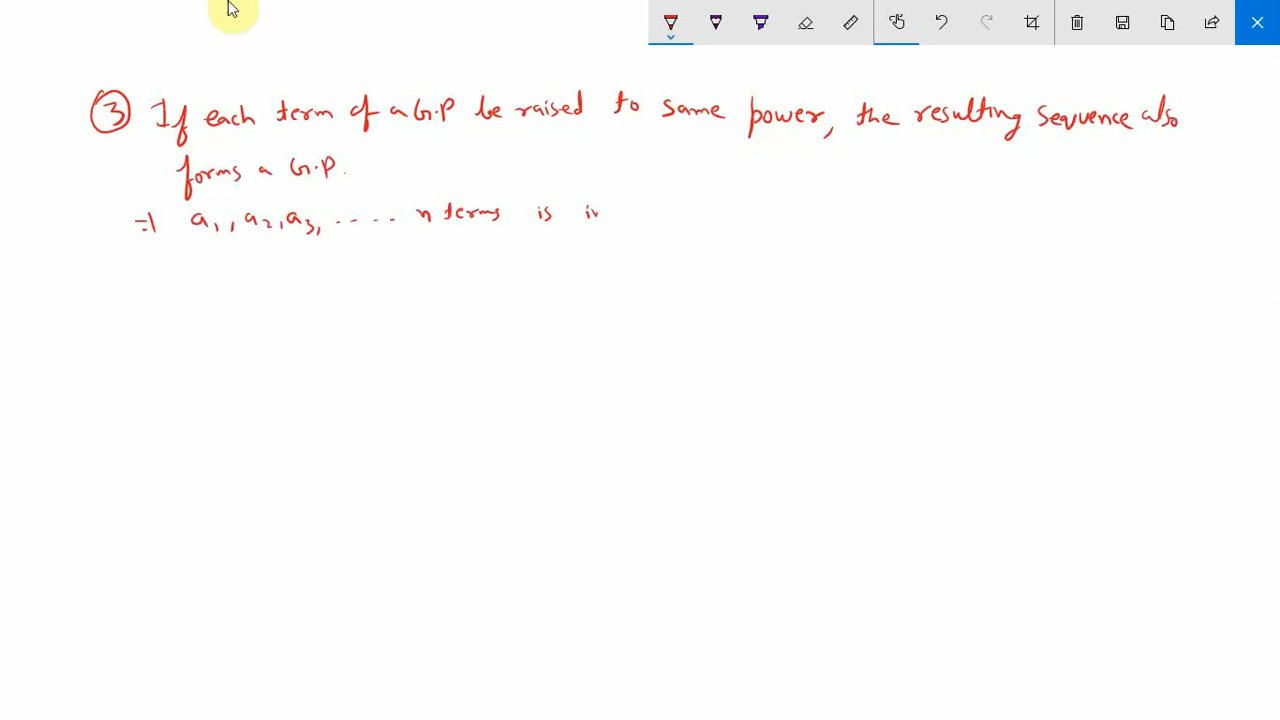 ③ If each term of a G.P be raised to same power, the resulting sequence also
forms a G.P.
⇒ a₁, a₂, a₃, ..... n terms is